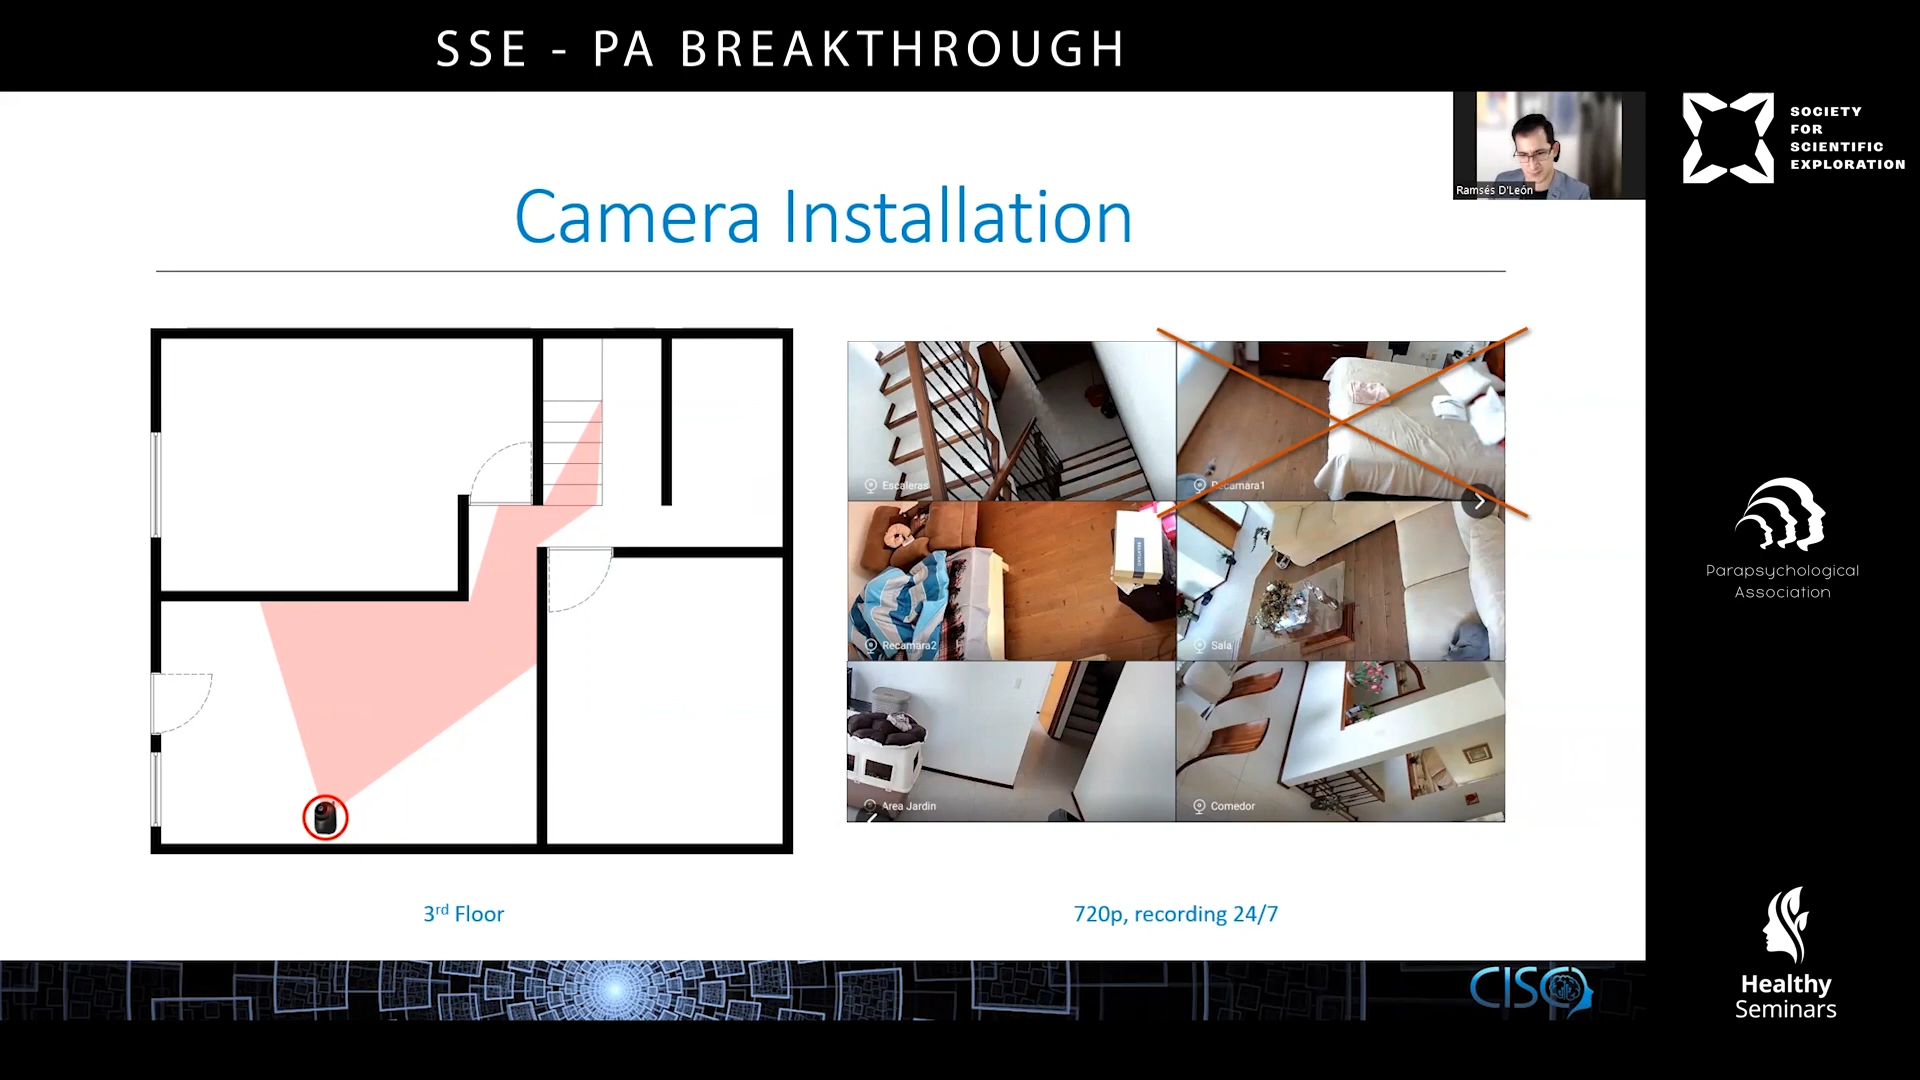 SSE - PA BREAKTHROUGH
Ramsés D'León
SOCIETY
FOR
SCIENTIFIC
EXPLORATION
Camera Installation
Escaleras
Recamara1
Recamara2
Sala
Area Jardin
Comedor
3rd Floor
720p, recording 24/7
Parapsychological
Association
CISC
Healthy
Seminars